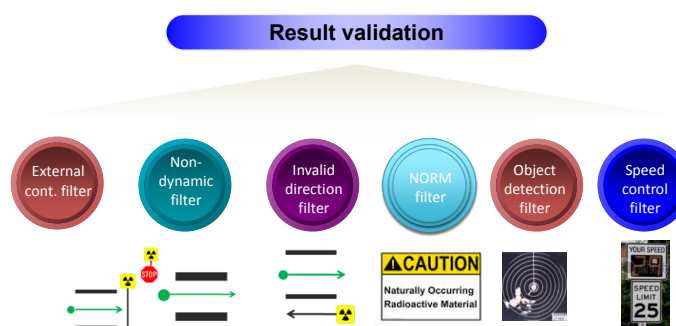 Result validation
External
cont. filter
Non-
dynamic
filter
Invalid
direction
filter
NORM
filter
Object
detection
filter
Speed
control
filter
STOP
CAUTION
Naturally Occurring
Radioactive Material
YOUR SPEED
SPEED
LIMIT
25